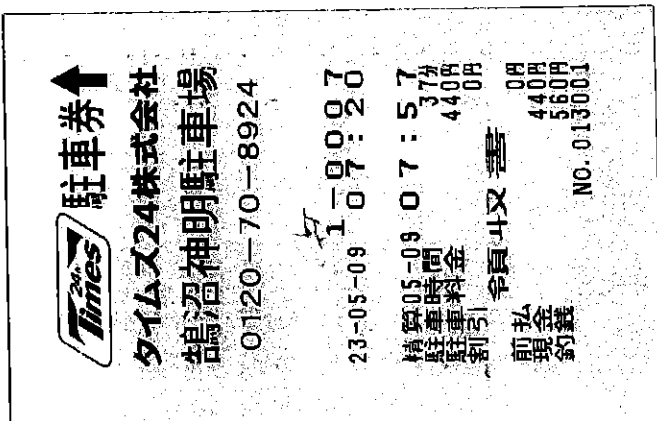 24h Times 駐車券
タイムズ24株式会社
鵠沼神明駐車場
0120-70-8924
1-0007
23-05-09 07:20
精算05-09 07:57
駐車時間 37分
駐車料金 440円
割引 0円
領収書
前払 0円
現金 440円
釣銭 560円
NO.013001